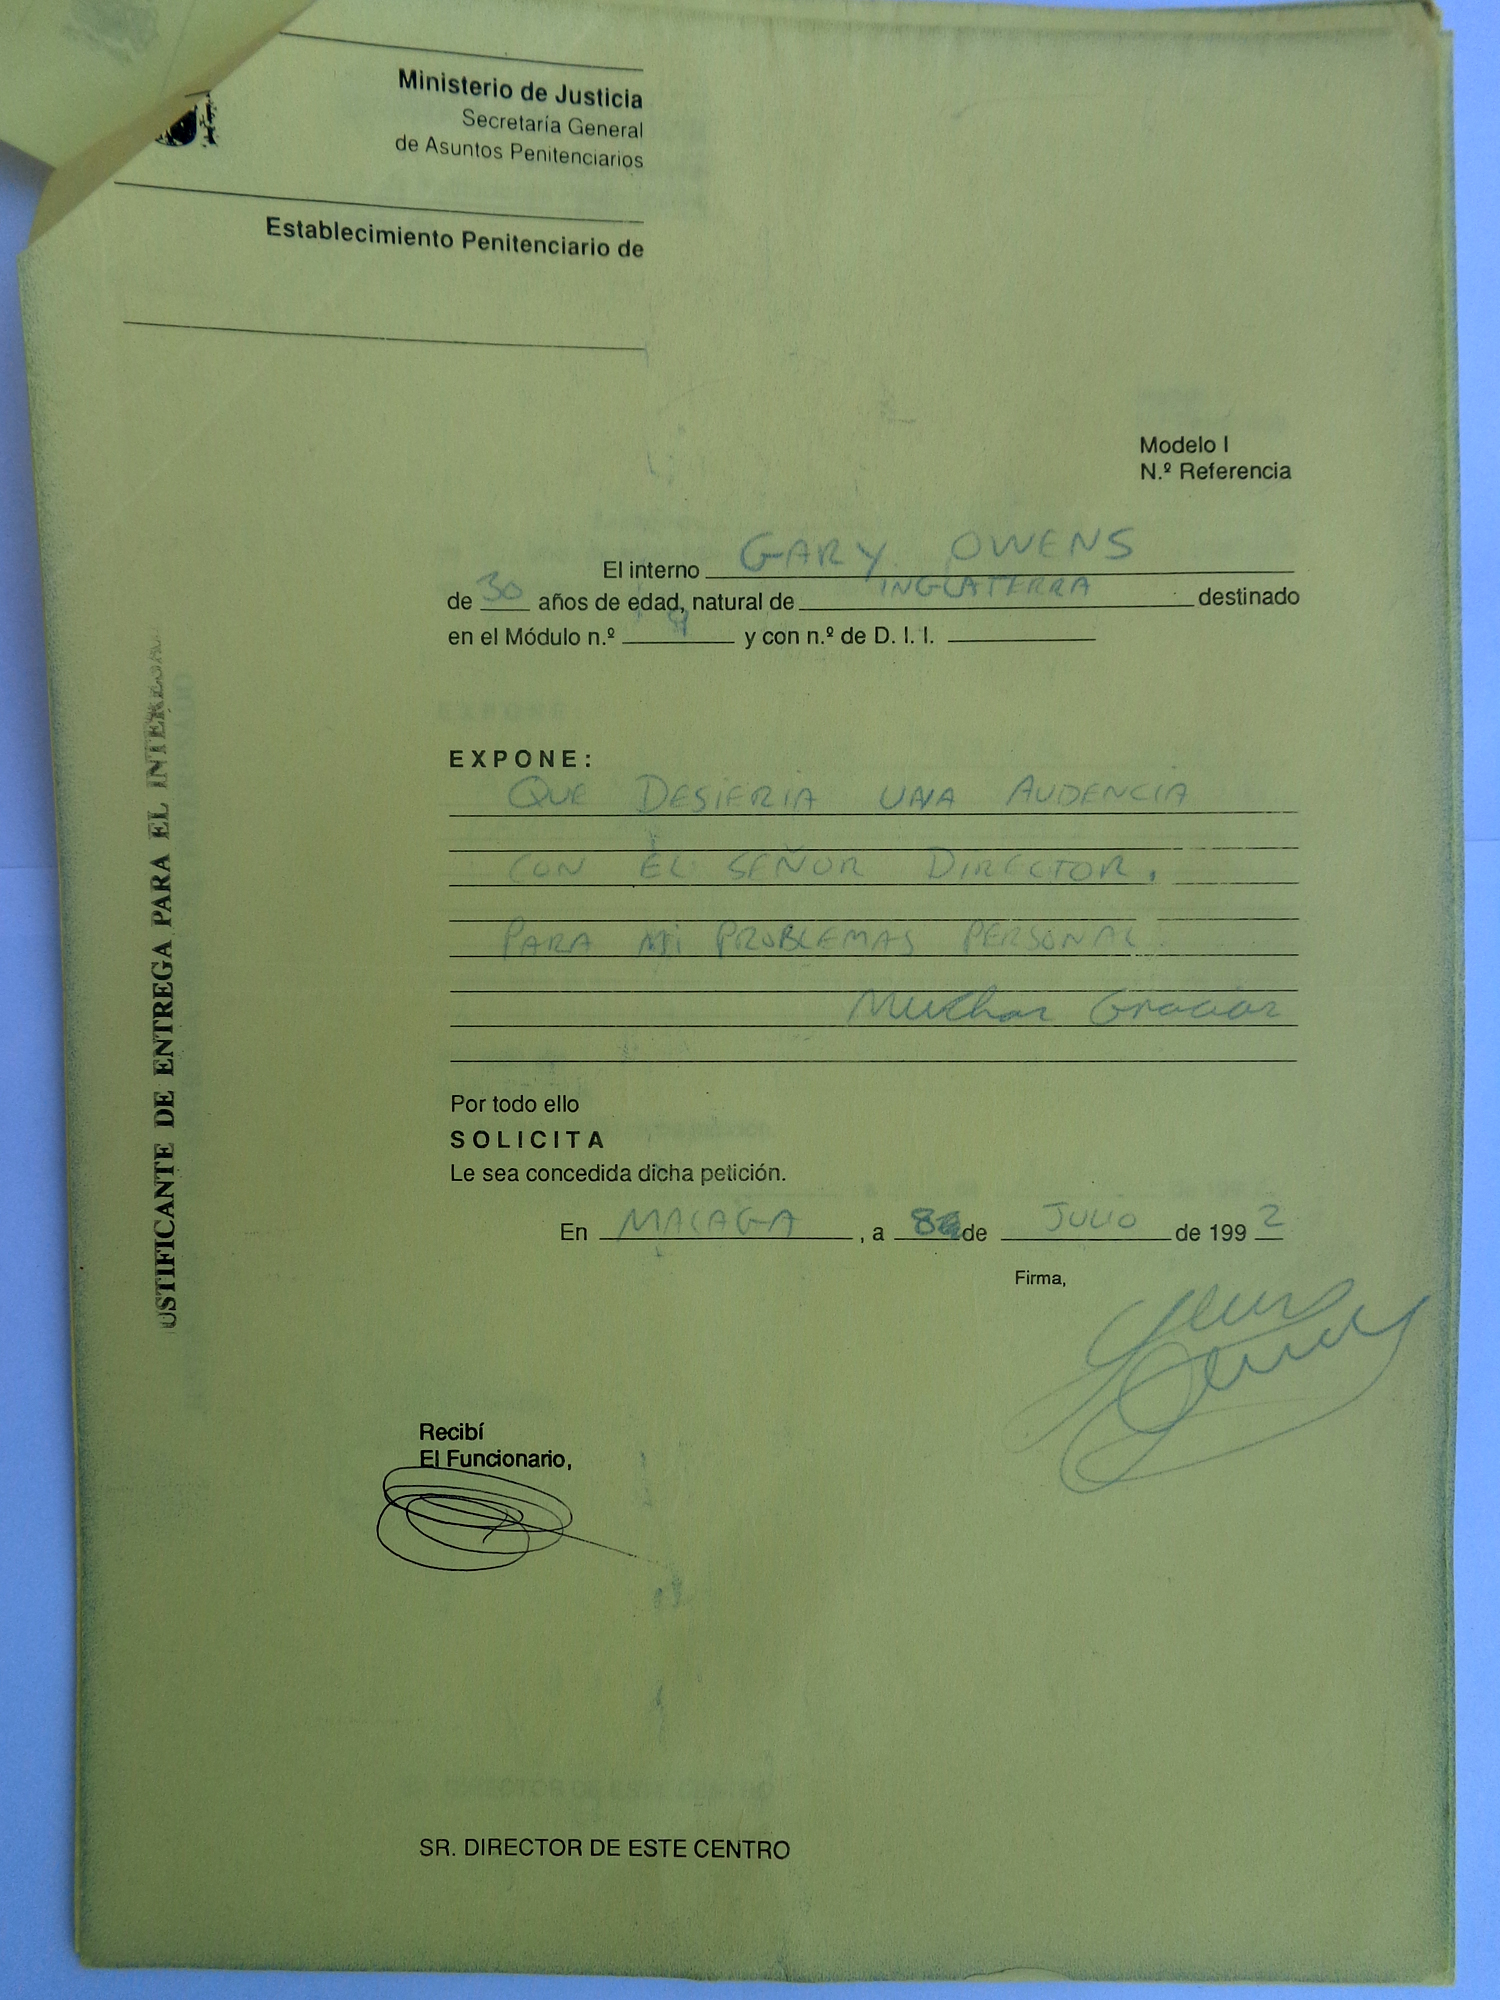 Ministerio de Justicia
Secretaría General
de Asuntos Penitenciarios
Establecimiento Penitenciario de
Modelo I
N.º Referencia
El interno GARY OWENS
de 30 años de edad, natural de INGLATERRA destinado
en el Módulo n.º 9 y con n.º de D. I. I.
EXPONE:
QUE DESIERIA UNA AUDENCIA
CON EL SEÑOR DIRECTOR.
PARA MI PROBLEMAS PERSONAL.
Muchas Gracias
Por todo ello
SOLICITA
Le sea concedida dicha petición.
En MALAGA, a 8 de JULIO de 1992
Firma,
Recibí
El Funcionario,
SR. DIRECTOR DE ESTE CENTRO
USTIFICANTE DE ENTREGA PARA EL